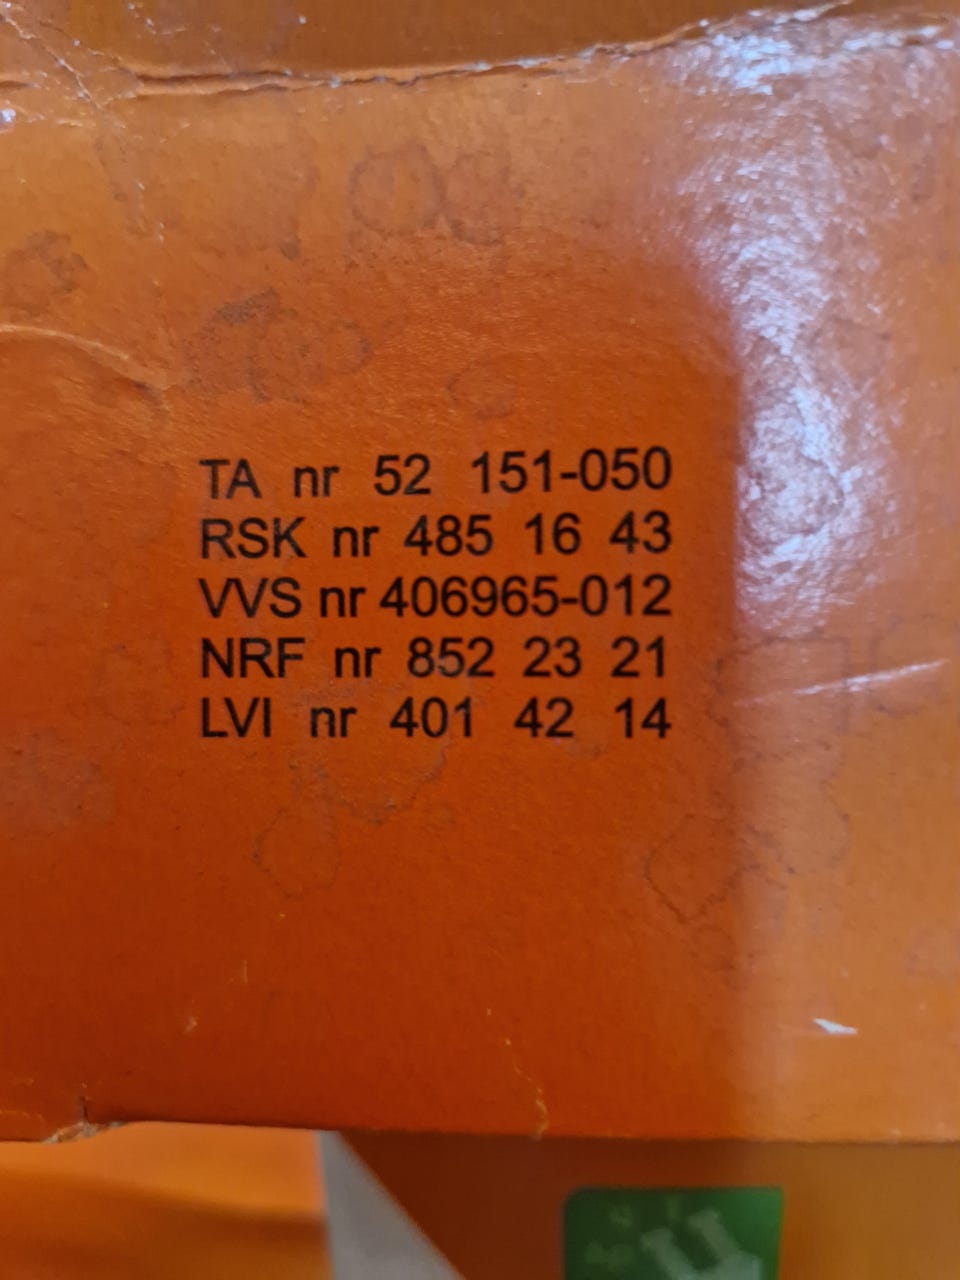 TA nr 52 151-050
RSK nr 485 16 43
VVS nr 406965-012
NRF nr 852 23 21
LVI nr 401 42 14